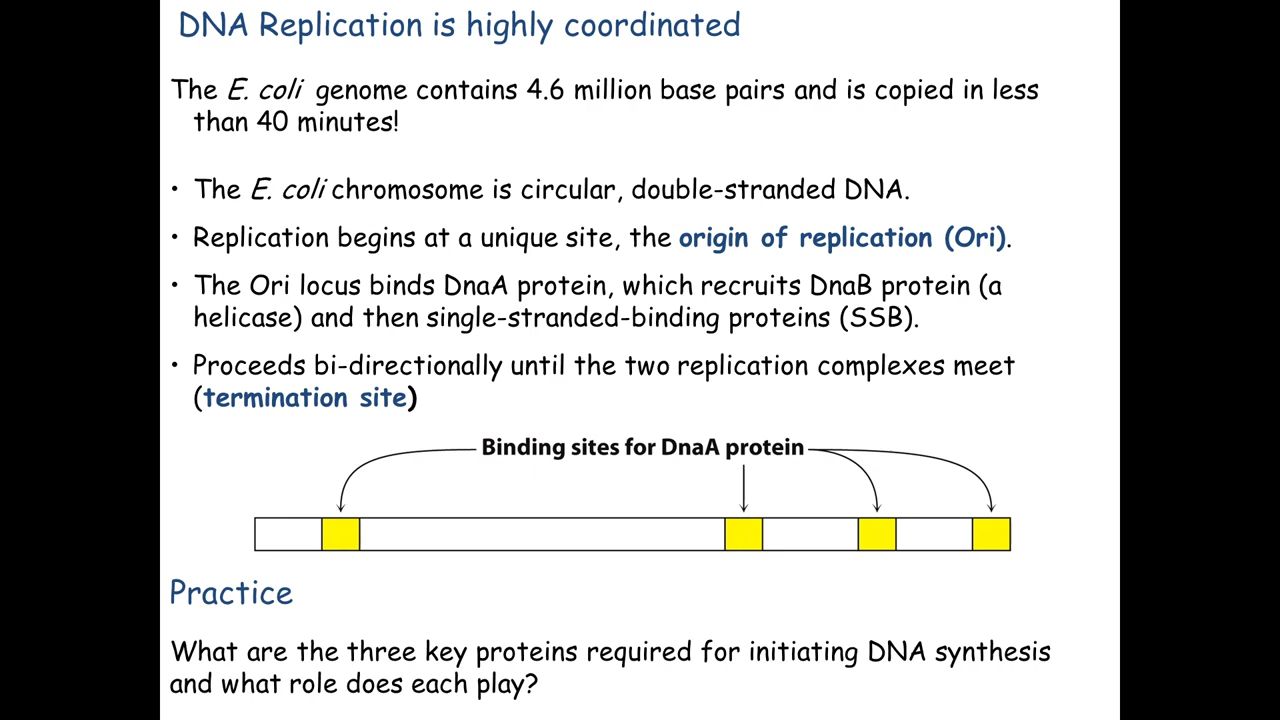 DNA Replication is highly coordinated
The E. coli genome contains 4.6 million base pairs and is copied in less
than 40 minutes!
• The E. coli chromosome is circular, double-stranded DNA.
• Replication begins at a unique site, the origin of replication (Ori).
• The Ori locus binds DnaA protein, which recruits DnaB protein (a
helicase) and then single-stranded-binding proteins (SSB).
• Proceeds bi-directionally until the two replication complexes meet
(termination site)
Binding sites for DnaA protein
Practice
What are the three key proteins required for initiating DNA synthesis
and what role does each play?